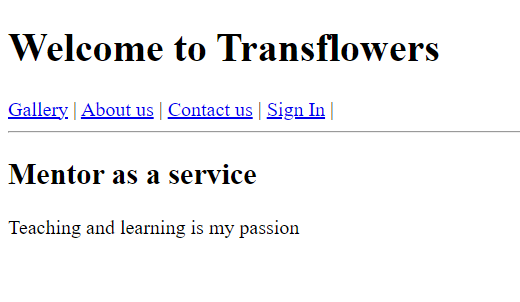 Welcome to Transflowers
Gallery | About us | Contact us | Sign In |
Mentor as a service
Teaching and learning is my passion